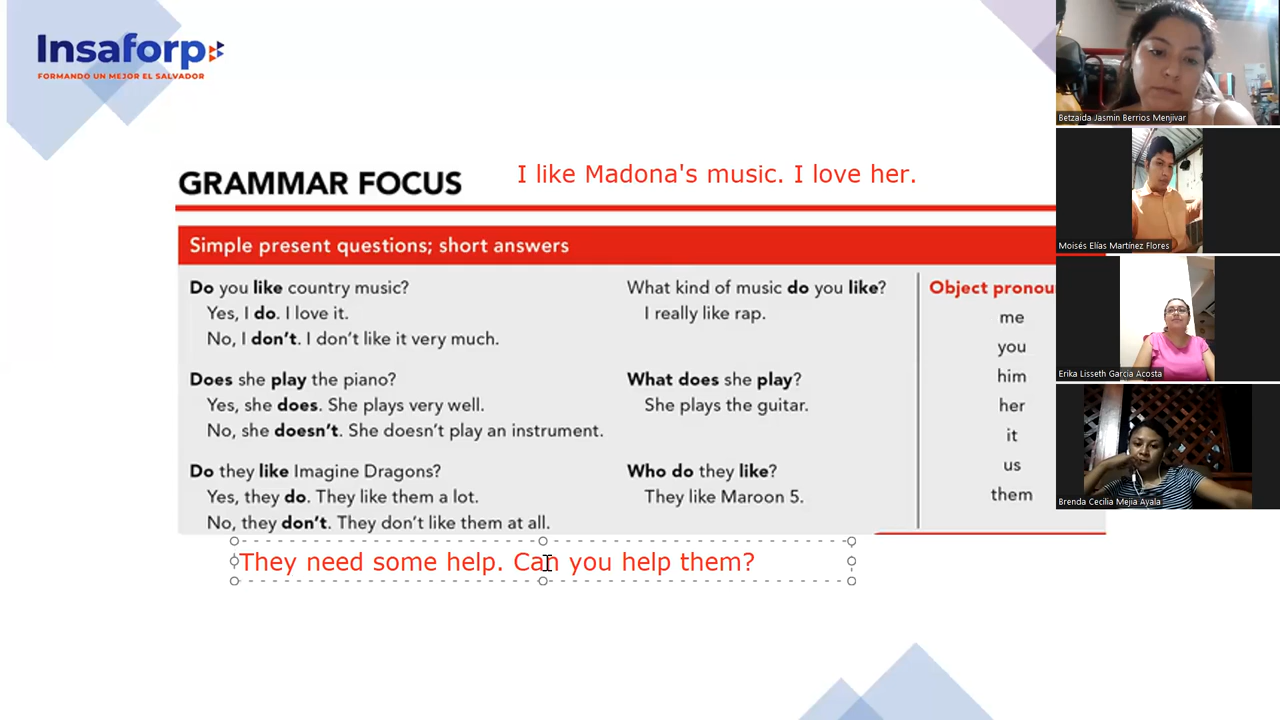 Insaforp
FORMANDO UN MEJOR EL SALVADOR
GRAMMAR FOCUS
I like Madona's music. I love her.
Simple present questions; short answers
Do you like country music?
Yes, I do. I love it.
No, I don't. I don't like it very much.
Does she play the piano?
Yes, she does. She plays very well.
No, she doesn't. She doesn't play an instrument.
Do they like Imagine Dragons?
Yes, they do. They like them a lot.
No, they don't. They don't like them at all.
What kind of music do you like?
I really like rap.
What does she play?
She plays the guitar.
Who do they like?
They like Maroon 5.
Object pronou
me
you
him
her
it
us
them
They need some help. Can you help them?
Betzaida Jasmin Berrios Menjivar
Moisés Elías Martínez Flores
Erika Lisseth Garcia Acosta
Brenda Cecilia Mejia Ayala